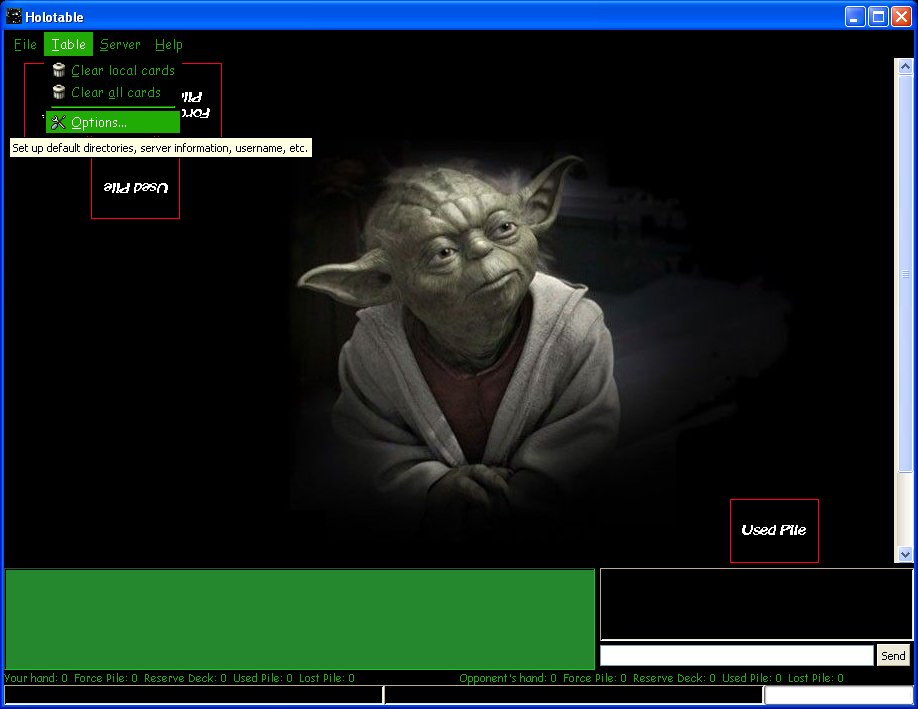 Holotable
File Table Server Help
Clear local cards
Clear all cards
Options...
Force Pile
Set up default directories, server information, username, etc.
Used Pile
Used Pile
Send
Your hand: 0 Force Pile: 0 Reserve Deck: 0 Used Pile: 0 Lost Pile: 0 Opponent's hand: 0 Force Pile: 0 Reserve Deck: 0 Used Pile: 0 Lost Pile: 0